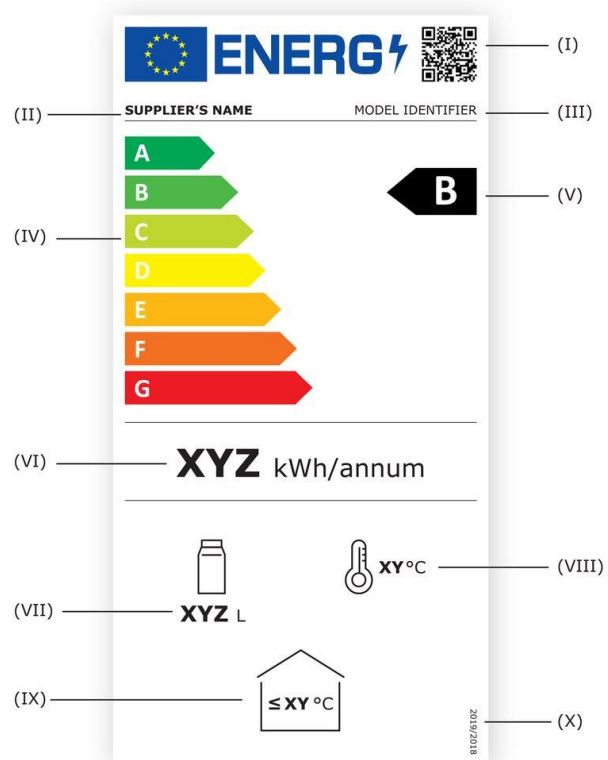 ENERG
(I)
(II)
SUPPLIER'S NAME
MODEL IDENTIFIER
(III)
A
B
B
(V)
(IV)
C
D
E
F
G
(VI)
XYZ kWh/annum
XY°C
(VIII)
(VII)
XYZ L
(IX)
≤ XY °C
2019/2018
(X)